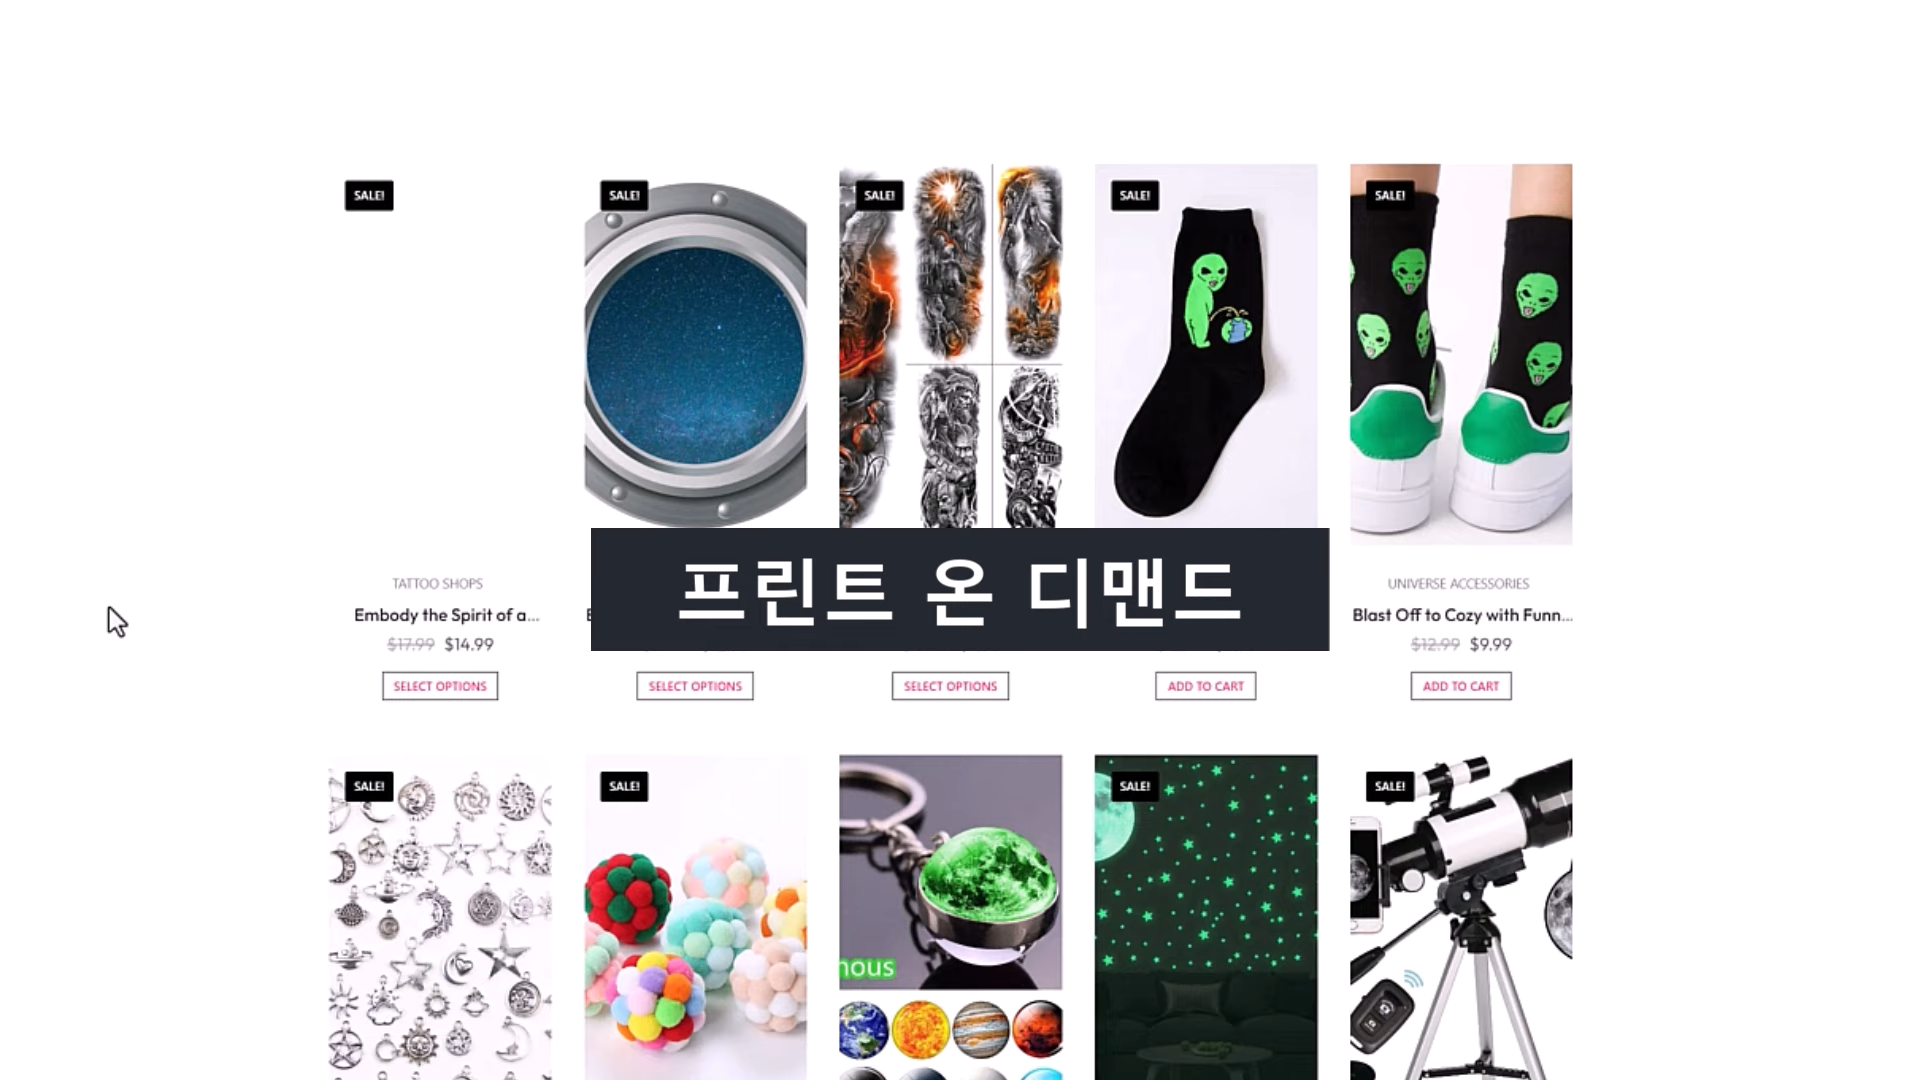 SALE!
SALE!
SALE!
SALE!
SALE!
프린트 온 디맨드
TATTOO SHOPS
Embody the Spirit of a...
$17.99 $14.99
SELECT OPTIONS
SELECT OPTIONS
SELECT OPTIONS
ADD TO CART
UNIVERSE ACCESSORIES
Blast Off to Cozy with Funn...
$12.99 $9.99
ADD TO CART
SALE!
SALE!
nous
SALE!
SALE!